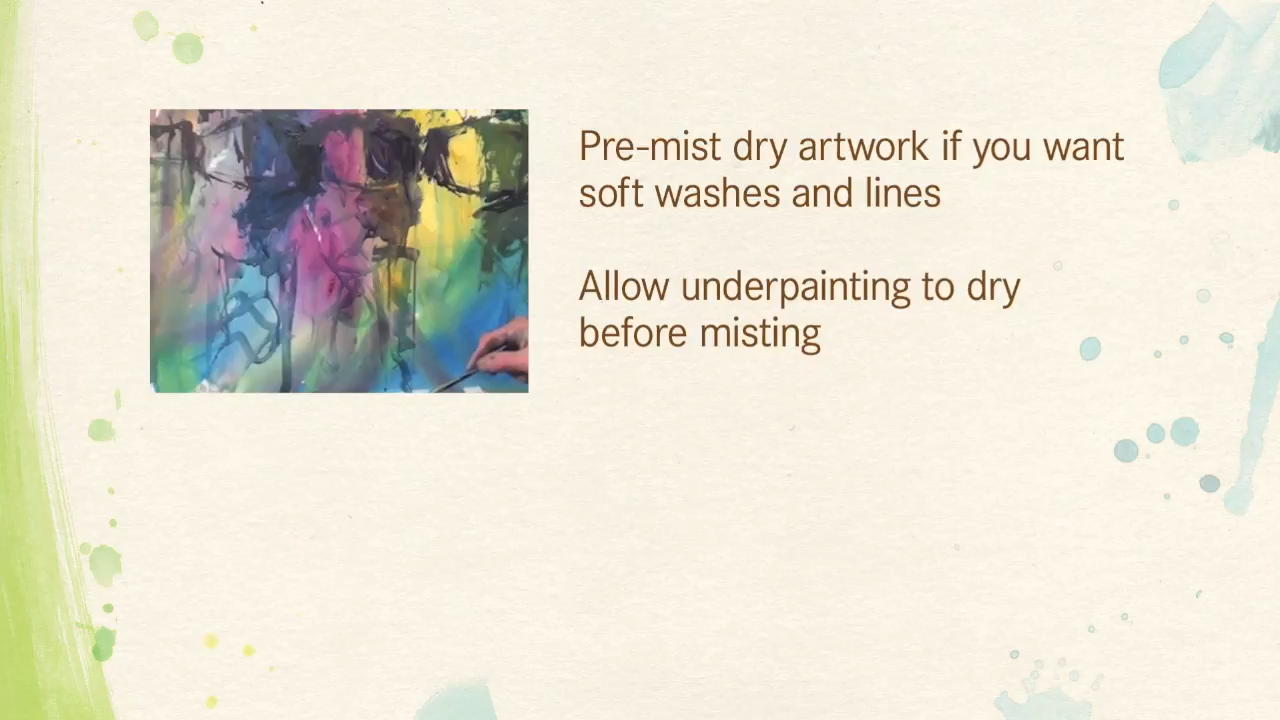 Pre-mist dry artwork if you want
soft washes and lines
Allow underpainting to dry
before misting